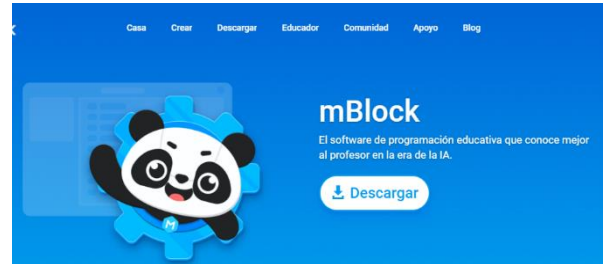 Casa Crear Descargar Educador Comunidad Apoyo Blog
mBlock
El software de programación educativa que conoce mejor
al profesor en la era de la IA.
Descargar
M